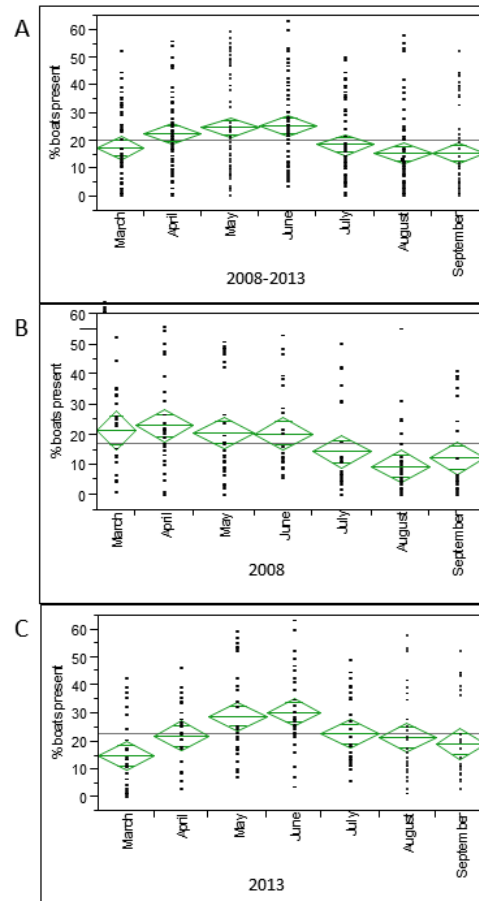 A
% boats present
60
50
40
30
20
10
0
March
April
May
June
July
August
September
2008-2013
B
% boats present
60
50
40
30
20
10
0
March
April
May
June
July
August
September
2008
C
% boats present
60
50
40
30
20
10
0
March
April
May
June
July
August
September
2013